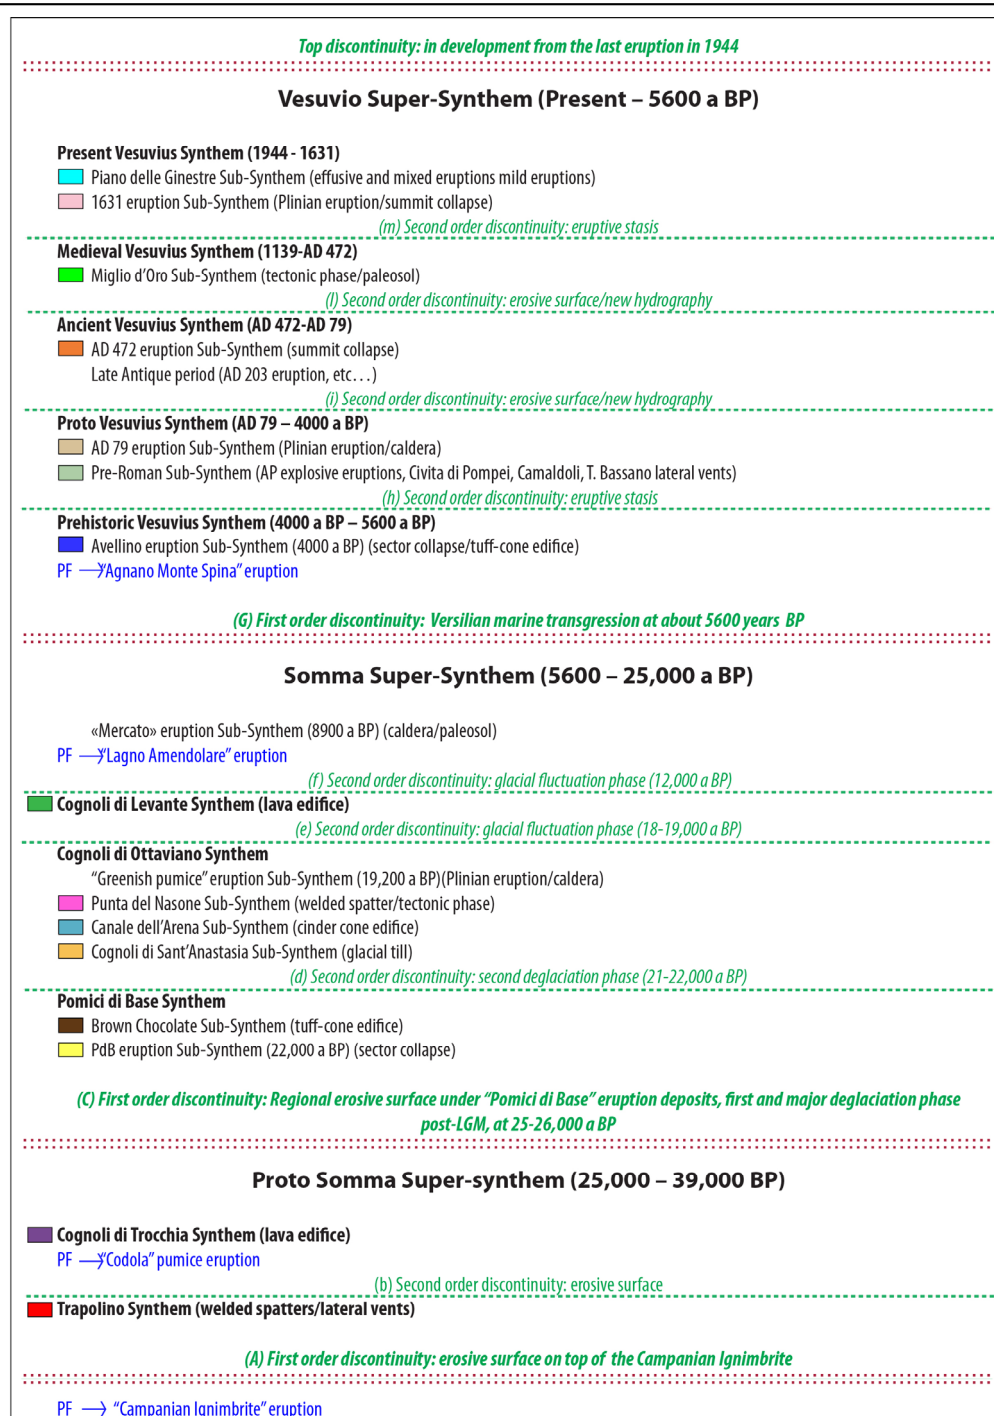 Top discontinuity: in development from the last eruption in 1944
Vesuvio Super-Synthem (Present – 5600 a BP)
Present Vesuvius Synthem (1944 - 1631)
Piano delle Ginestre Sub-Synthem (effusive and mixed eruptions mild eruptions)
1631 eruption Sub-Synthem (Plinian eruption/summit collapse)
(m) Second order discontinuity: eruptive stasis
Medieval Vesuvius Synthem (1139-AD 472)
Miglio d’Oro Sub-Synthem (tectonic phase/paleosol)
(l) Second order discontinuity: erosive surface/new hydrography
Ancient Vesuvius Synthem (AD 472-AD 79)
AD 472 eruption Sub-Synthem (summit collapse)
Late Antique period (AD 203 eruption, etc…)
(i) Second order discontinuity: erosive surface/new hydrography
Proto Vesuvius Synthem (AD 79 – 4000 a BP)
AD 79 eruption Sub-Synthem (Plinian eruption/caldera)
Pre-Roman Sub-Synthem (AP explosive eruptions, Civita di Pompei, Camaldoli, T. Bassano lateral vents)
(h) Second order discontinuity: eruptive stasis
Prehistoric Vesuvius Synthem (4000 a BP – 5600 a BP)
Avellino eruption Sub-Synthem (4000 a BP) (sector collapse/tuff-cone edifice)
PF → “Agnano Monte Spina” eruption
(G) First order discontinuity: Versilian marine transgression at about 5600 years BP
Somma Super-Synthem (5600 – 25,000 a BP)
«Mercato» eruption Sub-Synthem (8900 a BP) (caldera/paleosol)
PF → “Lagno Amendolare” eruption
(f) Second order discontinuity: glacial fluctuation phase (12,000 a BP)
Cognoli di Levante Synthem (lava edifice)
(e) Second order discontinuity: glacial fluctuation phase (18-19,000 a BP)
Cognoli di Ottaviano Synthem
“Greenish pumice” eruption Sub-Synthem (19,200 a BP)(Plinian eruption/caldera)
Punta del Nasone Sub-Synthem (welded spatter/tectonic phase)
Canale dell’Arena Sub-Synthem (cinder cone edifice)
Cognoli di Sant’Anastasia Sub-Synthem (glacial till)
(d) Second order discontinuity: second deglaciation phase (21-22,000 a BP)
Pomici di Base Synthem
Brown Chocolate Sub-Synthem (tuff-cone edifice)
PdB eruption Sub-Synthem (22,000 a BP) (sector collapse)
(C) First order discontinuity: Regional erosive surface under “Pomici di Base” eruption deposits, first and major deglaciation phase
post-LGM, at 25-26,000 a BP
Proto Somma Super-synthem (25,000 – 39,000 BP)
Cognoli di Trocchia Synthem (lava edifice)
PF → “Codola” pumice eruption
(b) Second order discontinuity: erosive surface
Trapolino Synthem (welded spatters/lateral vents)
(A) First order discontinuity: erosive surface on top of the Campanian Ignimbrite
PF → “Campanian Ignimbrite” eruption